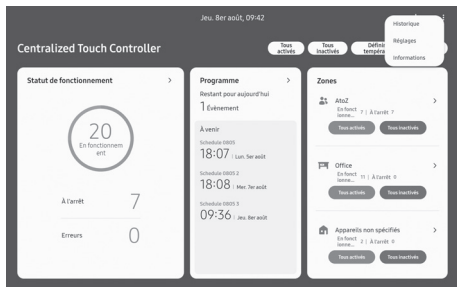 Jeu. 8er août, 09:42
Historique
Réglages
Informations
Centralized Touch Controller
Tous activés
Tous inactivés
Défini
tempéra
Statut de fonctionnement >
20
En fonctionnem
ent
À l'arrêt 7
Erreurs 0
Programme >
Restant pour aujourd'hui
1 Évènement
À venir
Schedule 0805
18:07 | Lun. 5er août
Schedule 0805 2
18:08 | Mer. 7er août
Schedule 0805 3
09:36 | Jeu. 8er août
Zones
AtoZ >
En fonct
ionne... 7 | À l'arrêt 7
Tous activés Tous inactivés
Office >
En fonct
ionne... 11 | À l'arrêt 0
Tous activés Tous inactivés
Appareils non spécifiés >
En fonct
ionne... 2 | À l'arrêt 0
Tous activés Tous inactivés